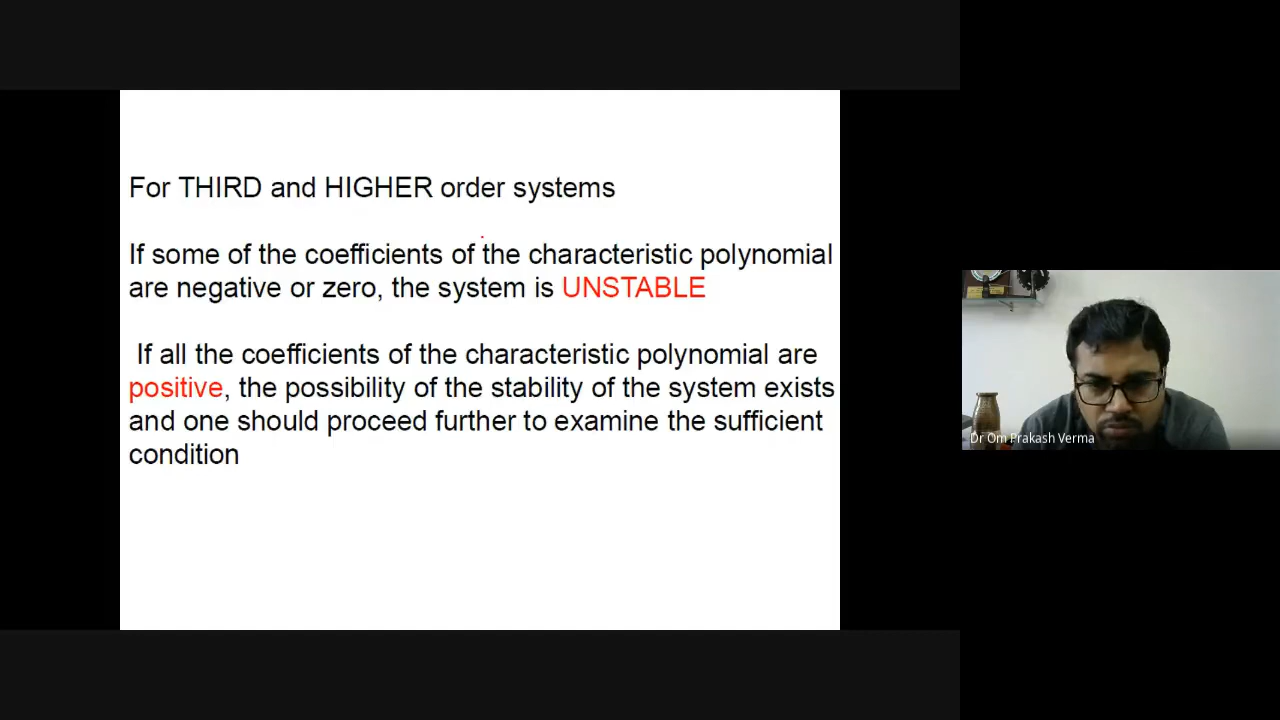 For THIRD and HIGHER order systems
If some of the coefficients of the characteristic polynomial
are negative or zero, the system is UNSTABLE
If all the coefficients of the characteristic polynomial are
positive, the possibility of the stability of the system exists
and one should proceed further to examine the sufficient
condition
Dr Om Prakash Verma